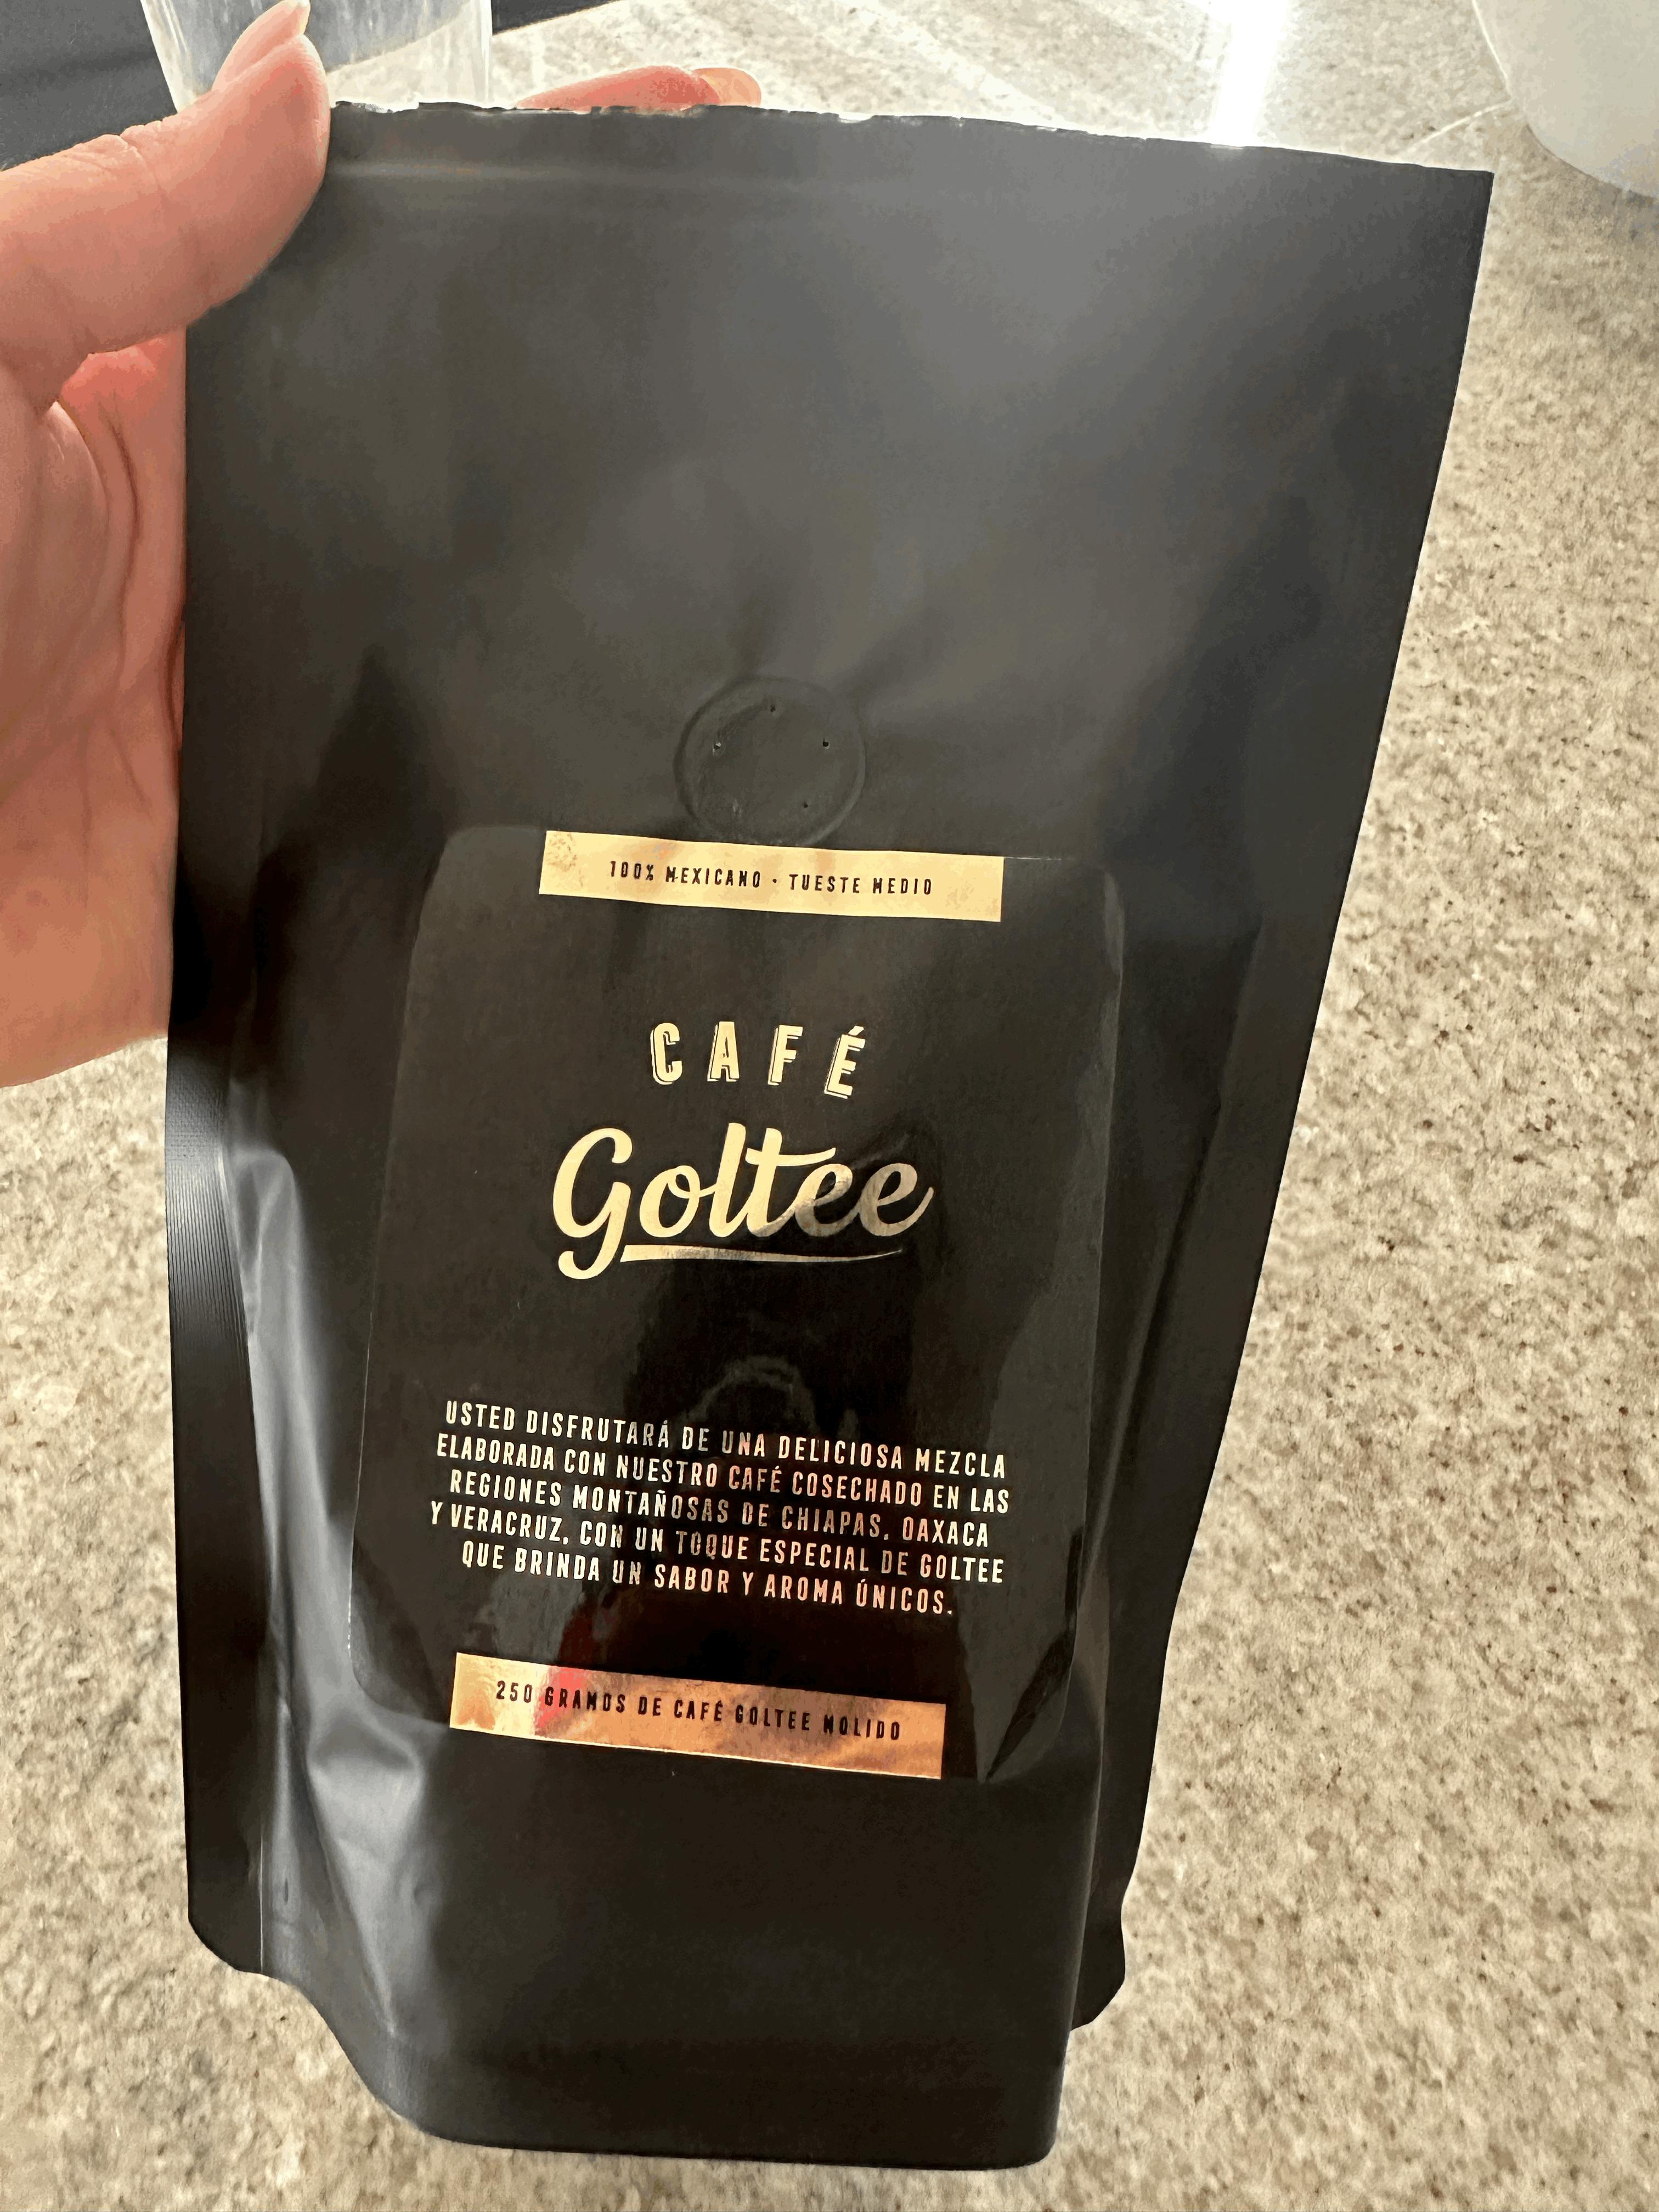 100% MEXICANO · TUESTE MEDIO
CAFÉ
Goltee
USTED DISFRUTARÁ DE UNA DELICIOSA MEZCLA
ELABORADA CON NUESTRO CAFÉ COSECHADO EN LAS
REGIONES MONTAÑOSAS DE CHIAPAS, OAXACA
Y VERACRUZ, CON UN TOQUE ESPECIAL DE GOLTEE
QUE BRINDA UN SABOR Y AROMA ÚNICOS.
250 GRAMOS DE CAFÉ GOLTEE MOLIDO